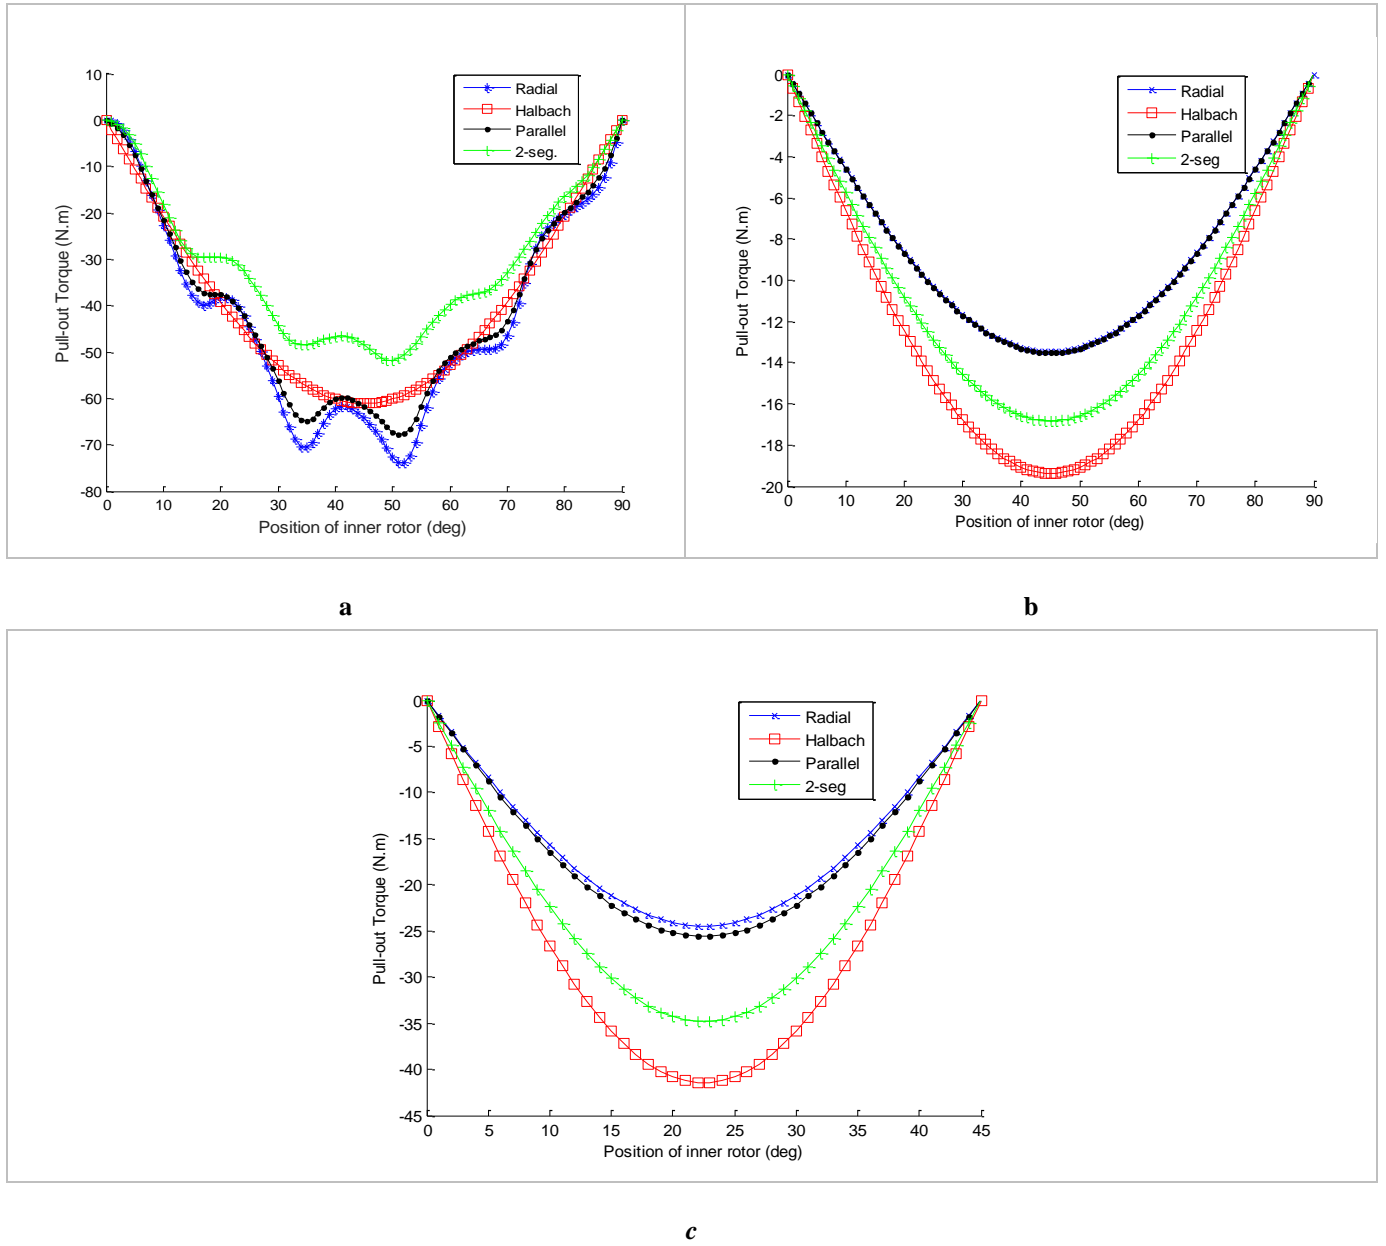 10
0
-10
-20
-30
-40
-50
-60
-70
-80
0 10 20 30 40 50 60 70 80 90
Pull-out Torque (N.m)
Position of inner rotor (deg)
Radial
Halbach
Parallel
2-seg.
0
-2
-4
-6
-8
-10
-12
-14
-16
-18
-20
0 10 20 30 40 50 60 70 80 90
Pull-out Torque (N.m)
Position of inner rotor (deg)
Radial
Halbach
Parallel
2-seg
a
b
0
-5
-10
-15
-20
-25
-30
-35
-40
-45
0 5 10 15 20 25 30 35 40 45
Pull-out Torque (N.m)
Position of inner rotor (deg)
Radial
Halbach
Parallel
2-seg
c